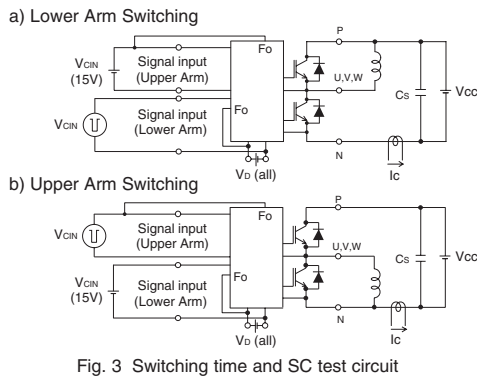 a) Lower Arm Switching
P
Fo
VCIN
(15V)
Signal input
(Upper Arm)
U,V,W
CS
VCC
VCIN
Signal input
(Lower Arm)
Fo
VD (all)
N
IC
b) Upper Arm Switching
P
Fo
VCIN
Signal input
(Upper Arm)
U,V,W
CS
VCC
VCIN
(15V)
Signal input
(Lower Arm)
Fo
VD (all)
N
IC
Fig. 3 Switching time and SC test circuit